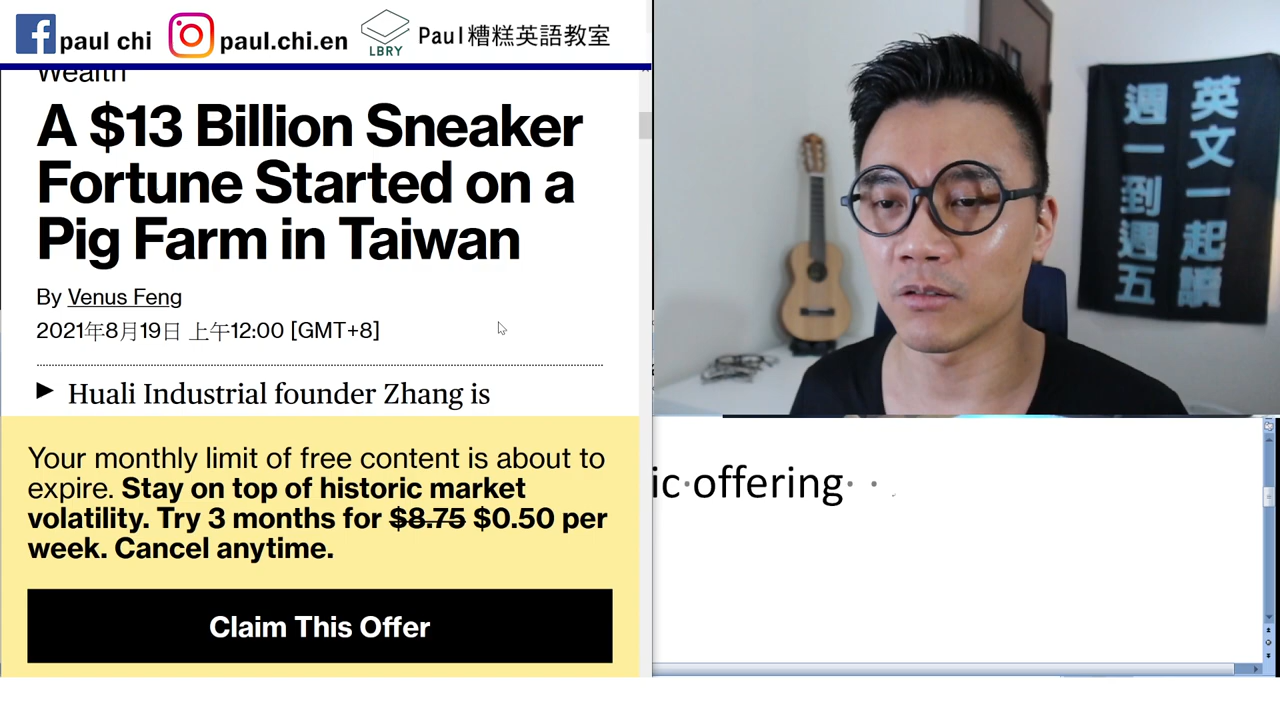 paul chi
paul.chi.en
LBRY
Paul糟糕英語教室
Wealth
A $13 Billion Sneaker
Fortune Started on a
Pig Farm in Taiwan
By Venus Feng
2021年8月19日 上午12:00 [GMT+8]
Huali Industrial founder Zhang is
Your monthly limit of free content is about to
expire. Stay on top of historic market
volatility. Try 3 months for $8.75 $0.50 per
week. Cancel anytime.
Claim This Offer
英文一起讀
週一到週五
ic offering